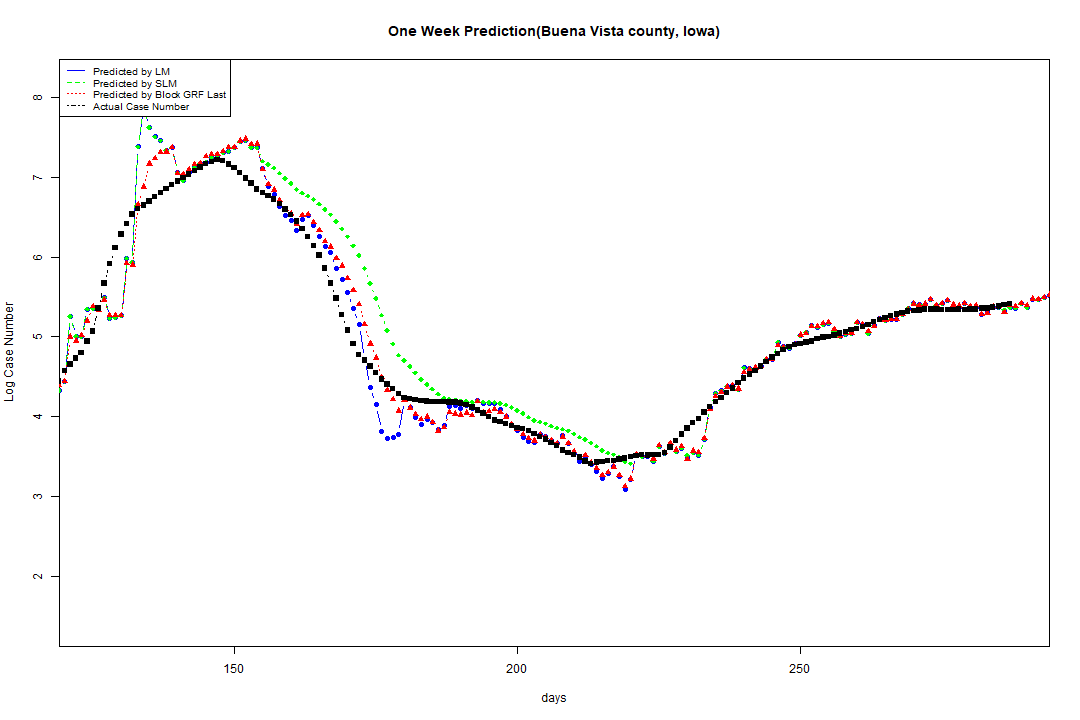 One Week Prediction(Buena Vista county, Iowa)
Predicted by LM
Predicted by SLM
Predicted by Block GRF Last
Actual Case Number
8
7
6
5
4
3
2
Log Case Number
150
200
250
days